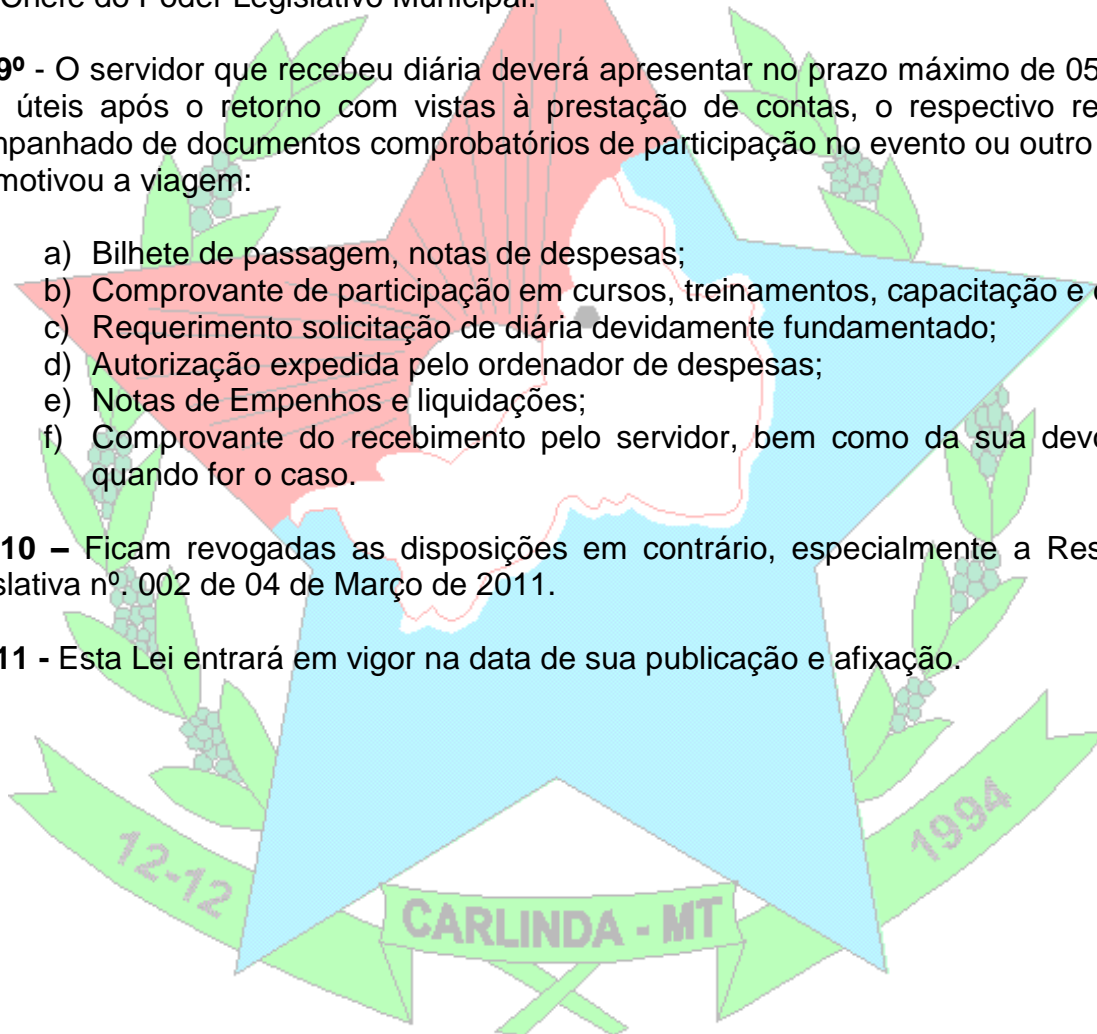 Chefe do Poder Legislativo Municipal.
9º - O servidor que recebeu diária deverá apresentar no prazo máximo de 05
úteis após o retorno com vistas à prestação de contas, o respectivo re
mpanhado de documentos comprobatórios de participação no evento ou outro
motivou a viagem:
a) Bilhete de passagem, notas de despesas;
b) Comprovante de participação em cursos, treinamentos, capacitação e
c) Requerimento solicitação de diária devidamente fundamentado;
d) Autorização expedida pelo ordenador de despesas;
e) Notas de Empenhos e liquidações;
f) Comprovante do recebimento pelo servidor, bem como da sua devo
quando for o caso.
10 – Ficam revogadas as disposições em contrário, especialmente a Res
slativa nº. 002 de 04 de Março de 2011.
11 - Esta Lei entrará em vigor na data de sua publicação e afixação.
12-12
CARLINDA - MT
1994